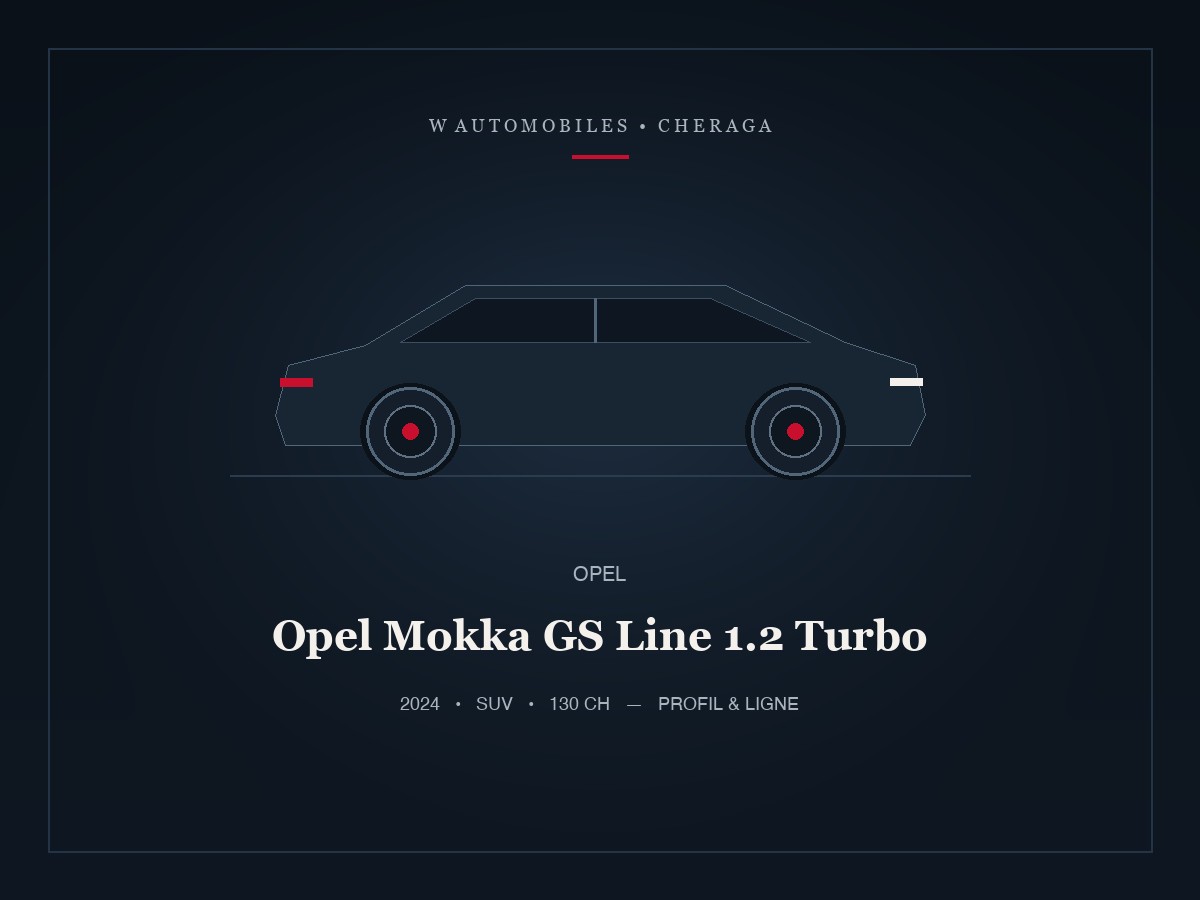 W AUTOMOBILES • CHERAGA
OPEL
Opel Mokka GS Line 1.2 Turbo
2024 • SUV • 130 CH — PROFIL & LIGNE